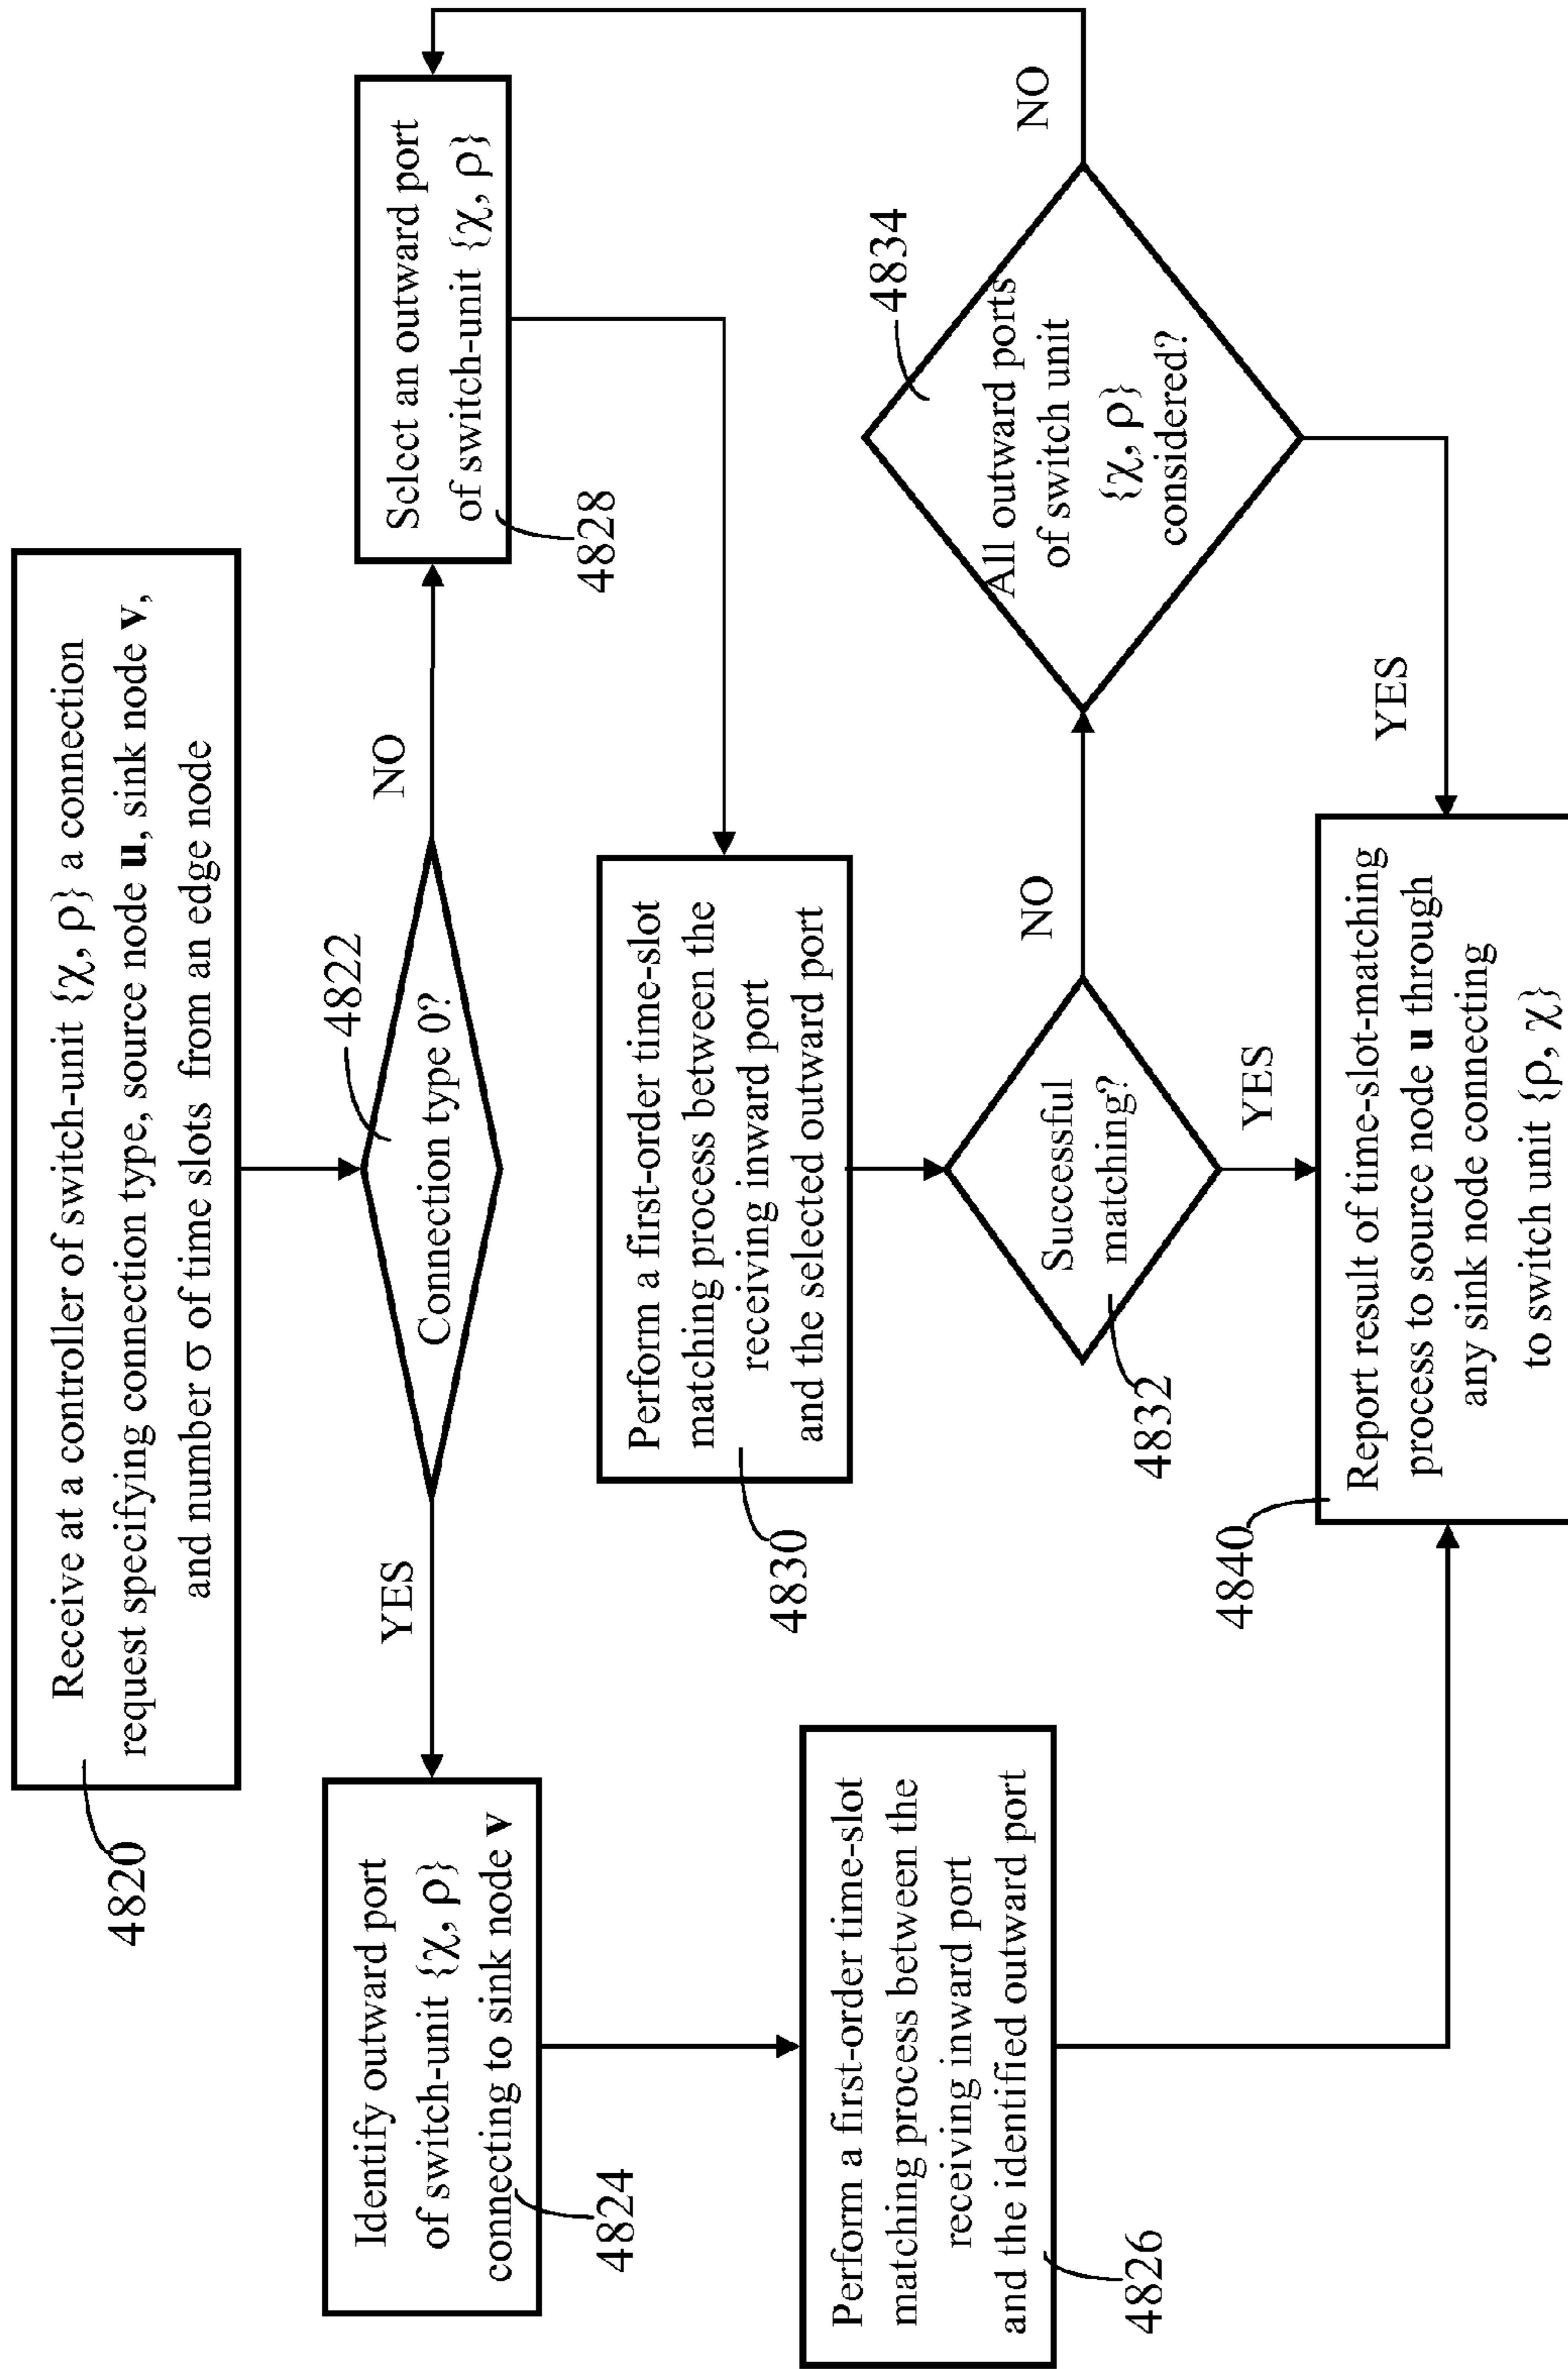 Receive at a controller of switch-unit {χ, ρ} a connection
request specifying connection type, source node u, sink node v,
and number σ of time slots from an edge node
4820
Connection type 0?
4822
YES
NO
Identify outward port
of switch-unit {χ, ρ}
connecting to sink node v
4824
Select an outward port
of switch-unit {χ, ρ}
4828
Perform a first-order time-slot
matching process between the
receiving inward port
and the identified outward port
4826
Perform a first-order time-slot
matching process between the
receiving inward port
and the selected outward port
4830
Successful
matching?
4832
NO
YES
All outward ports
of switch unit
{χ, ρ}
considered?
4834
NO
YES
Report result of time-slot-matching
process to source node u through
any sink node connecting
to switch unit {ρ, χ}
4840